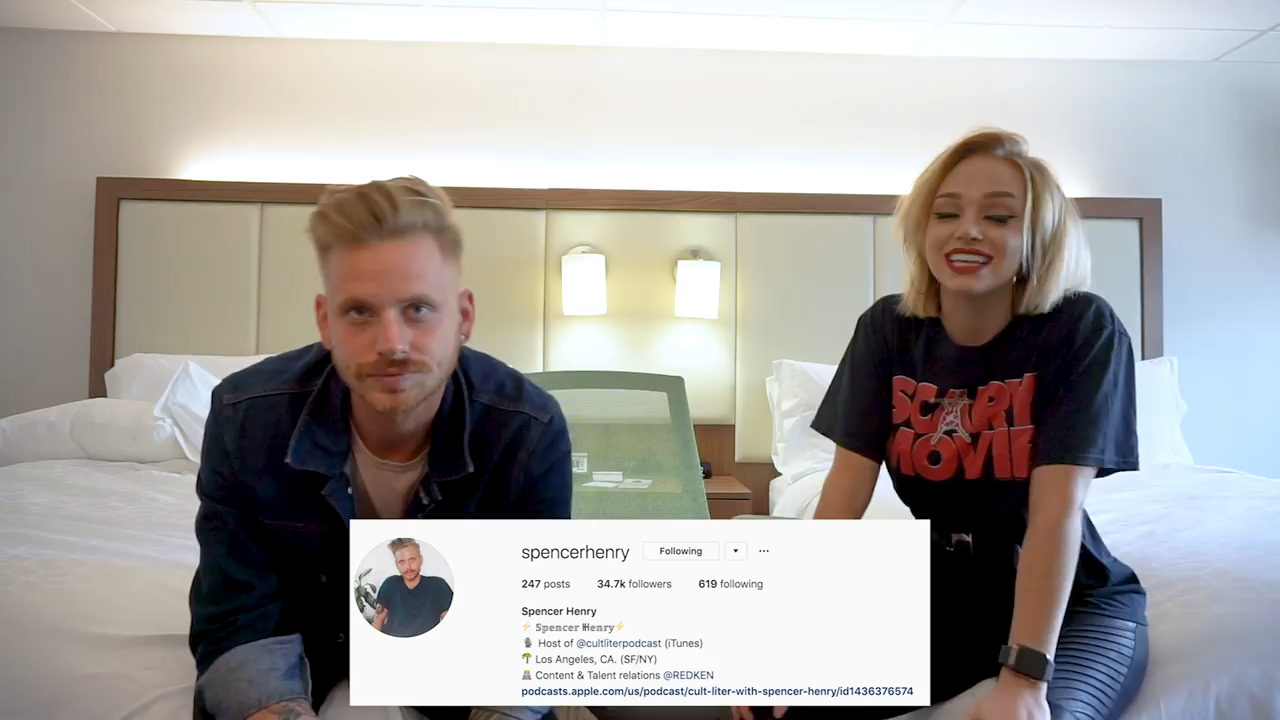 SCARY
MOVIE
spencerhenry Following ...
247 posts 34.7k followers 619 following
Spencer Henry
⚡ 𝕊𝕡𝕖𝕟𝕔𝕖𝕣 ℍ𝕖𝕟𝕣𝕪⚡
Host of @cultliterpodcast (iTunes)
🌴 Los Angeles, CA. (SF/NY)
Content & Talent relations @REDKEN
podcasts.apple.com/us/podcast/cult-liter-with-spencer-henry/id1436376574